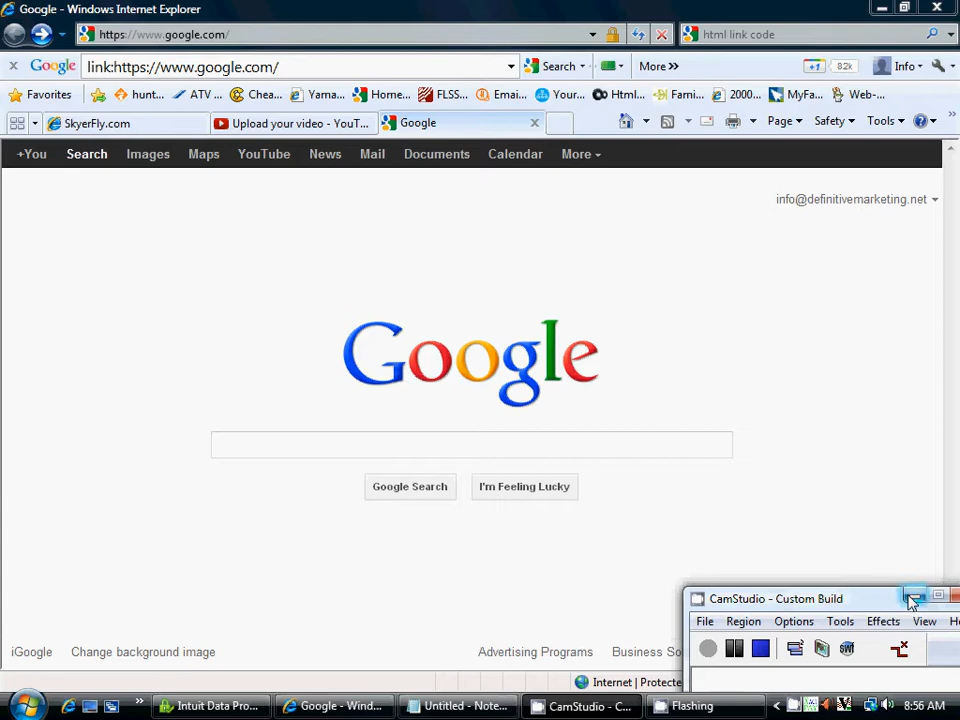 Google - Windows Internet Explorer
https://www.google.com/
html link code
Google
link:https://www.google.com/
Search
More »
+1
82k
Info
Favorites
hunt...
ATV ...
Chea...
Yama...
Home...
FLSS...
Emai...
Your...
Html...
Fami...
2000...
MyFa...
Web-...
SkyerFly.com
Upload your video - YouT...
Google
Page
Safety
Tools
+You Search Images Maps YouTube News Mail Documents Calendar More
info@definitivemarketing.net
Google
Google Search
I'm Feeling Lucky
CamStudio - Custom Build
File Region Options Tools Effects View He
swf
iGoogle Change background image Advertising Programs Business So
Internet | Protecte
Intuit Data Pro...
Google - Wind...
Untitled - Note...
CamStudio - C...
Flashing
8:56 AM